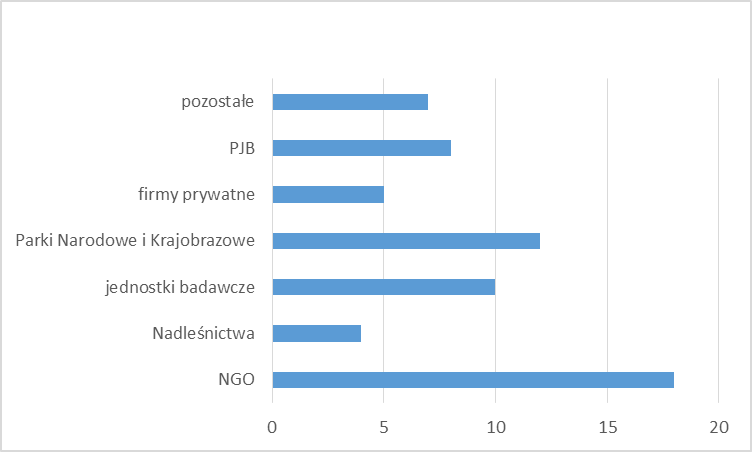 pozostałe
PJB
firmy prywatne
Parki Narodowe i Krajobrazowe
jednostki badawcze
Nadleśnictwa
NGO
0 5 10 15 20